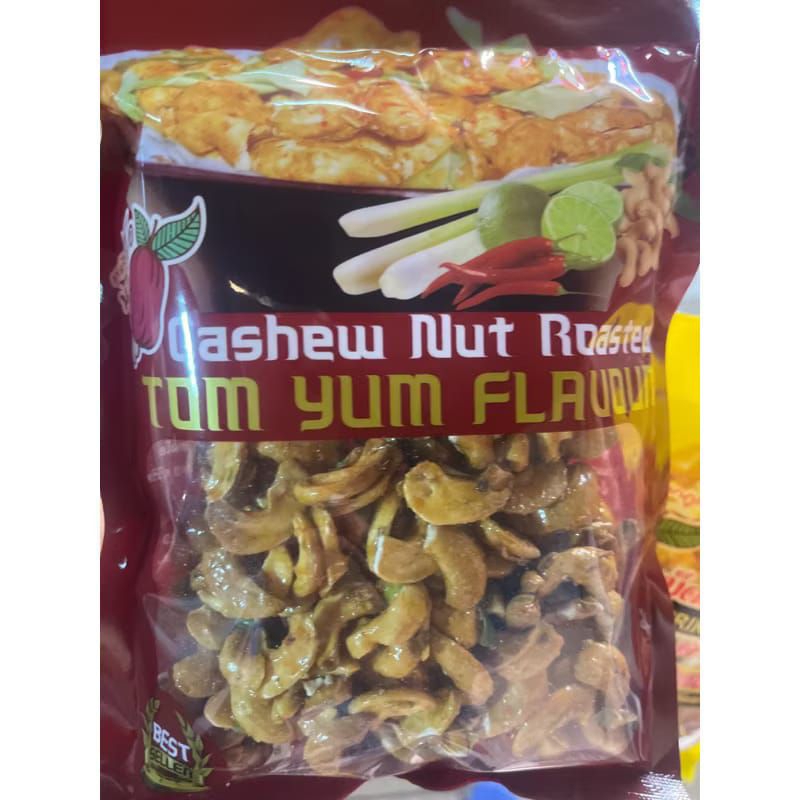 Cashew Nut Roasted
TOM YUM FLAVOUR
BEST
SELLER